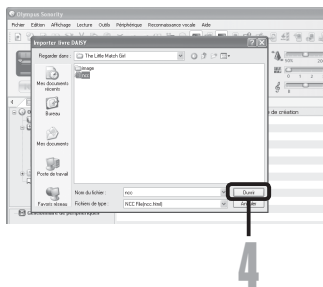 Olympus Sonority
Fichier Edition Affichage Lecture Outils Périphérique Reconnaissance vocale Aide
Importer livre DAISY
Regarder dans : The Little Match Girl
image
ncc
Mes documents récents
Bureau
Mes documents
Poste de travail
Favoris réseau
de création
Nom du fichier : ncc Ouvrir
Fichiers de type : NCC File(ncc.html) Annuler
4